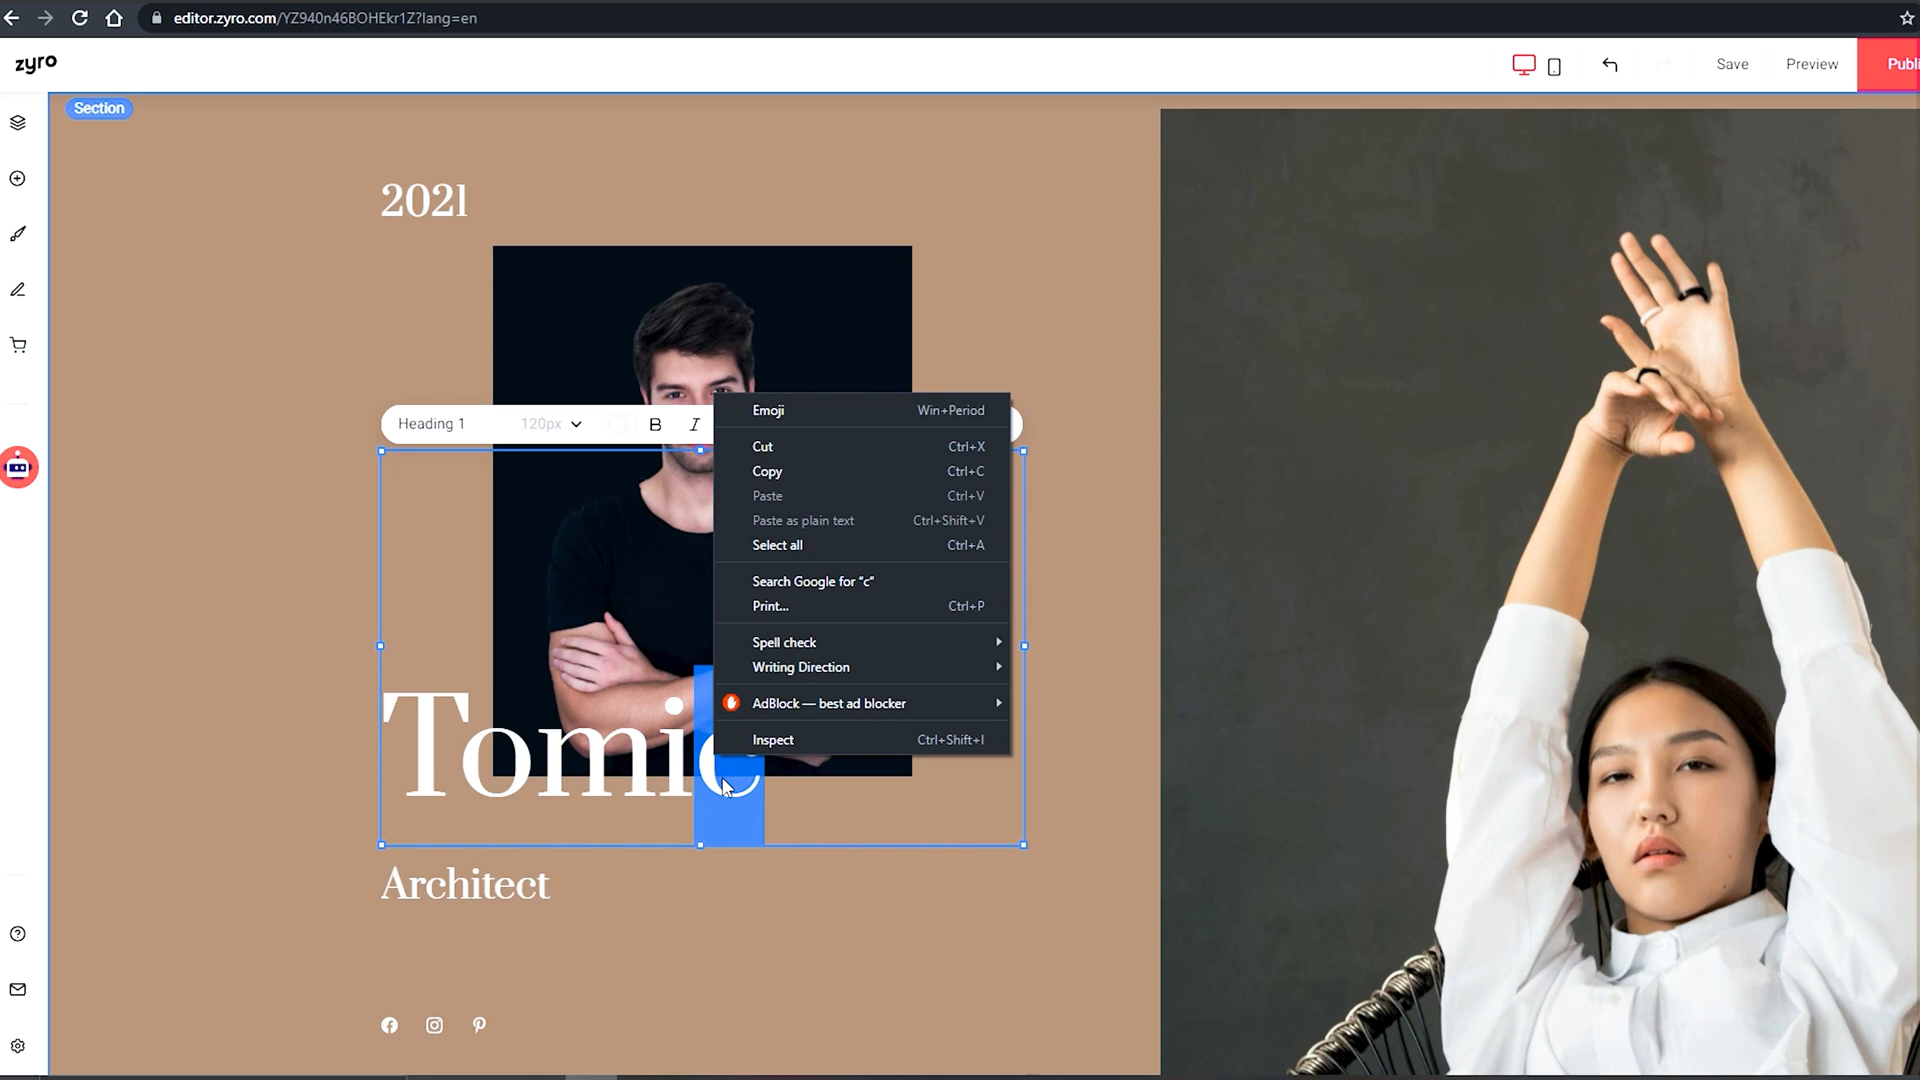 editor.zyro.com/YZ940n46BOHEkr1Z?lang=en
zyro
Save
Preview
Publi
Section
2021
Heading 1
120px
B
I
Emoji Win+Period
Cut Ctrl+X
Copy Ctrl+C
Paste Ctrl+V
Paste as plain text Ctrl+Shift+V
Select all Ctrl+A
Search Google for “c”
Print... Ctrl+P
Spell check
Writing Direction
AdBlock — best ad blocker
Inspect Ctrl+Shift+I
Tomic
Architect